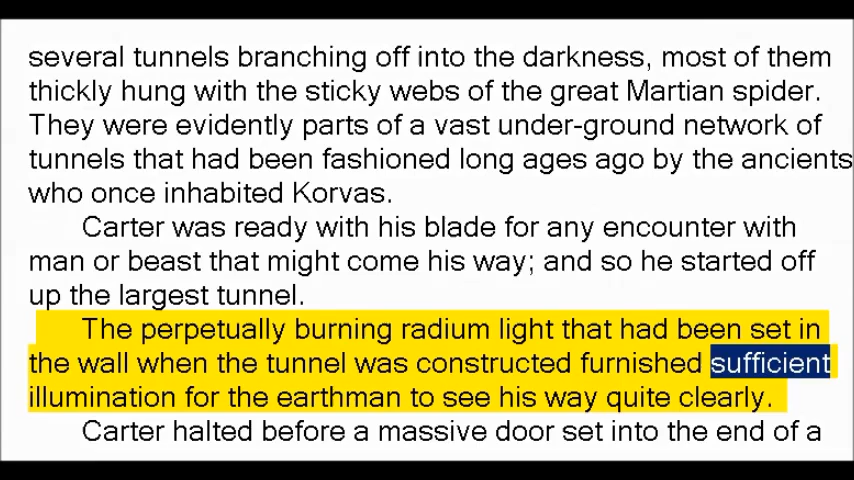 several tunnels branching off into the darkness, most of them
thickly hung with the sticky webs of the great Martian spider.
They were evidently parts of a vast under-ground network of
tunnels that had been fashioned long ages ago by the ancients
who once inhabited Korvas.
Carter was ready with his blade for any encounter with
man or beast that might come his way; and so he started off
up the largest tunnel.
The perpetually burning radium light that had been set in
the wall when the tunnel was constructed furnished sufficient
illumination for the earthman to see his way quite clearly.
Carter halted before a massive door set into the end of a